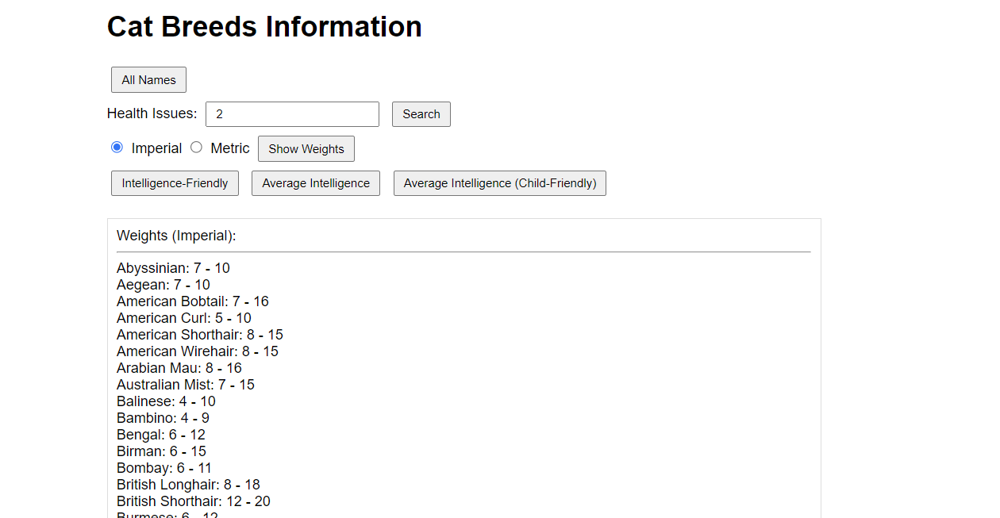 Cat Breeds Information
All Names
Health Issues: 2 Search
Imperial Metric Show Weights
Intelligence-Friendly Average Intelligence Average Intelligence (Child-Friendly)
Weights (Imperial):
Abyssinian: 7 - 10
Aegean: 7 - 10
American Bobtail: 7 - 16
American Curl: 5 - 10
American Shorthair: 8 - 15
American Wirehair: 8 - 15
Arabian Mau: 8 - 16
Australian Mist: 7 - 15
Balinese: 4 - 10
Bambino: 4 - 9
Bengal: 6 - 12
Birman: 6 - 15
Bombay: 6 - 11
British Longhair: 8 - 18
British Shorthair: 12 - 20
Burmese: 6 - 12